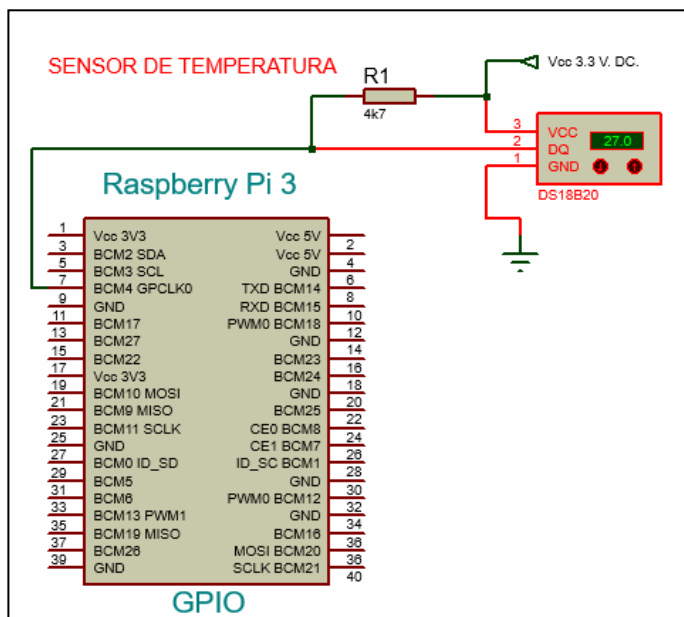 SENSOR DE TEMPERATURA
R1
4k7
Vcc 3.3 V. DC.
3 VCC
2 DQ
1 GND
27.0
DS18B20
Raspberry Pi 3
1 Vcc 3V3 Vcc 5V 2
3 BCM2 SDA Vcc 5V 4
5 BCM3 SCL GND 6
7 BCM4 GPCLK0 TXD BCM14 8
9 GND RXD BCM15 10
11 BCM17 PWM0 BCM18 12
13 BCM27 GND 14
15 BCM22 BCM23 16
17 Vcc 3V3 BCM24 18
19 BCM10 MOSI GND 20
21 BCM9 MISO BCM25 22
23 BCM11 SCLK CE0 BCM8 24
25 GND CE1 BCM7 26
27 BCM0 ID_SD ID_SC BCM1 28
29 BCM5 GND 30
31 BCM6 PWM0 BCM12 32
33 BCM13 PWM1 GND 34
35 BCM19 MISO BCM16 36
37 BCM26 MOSI BCM20 36
39 GND SCLK BCM21 40
GPIO